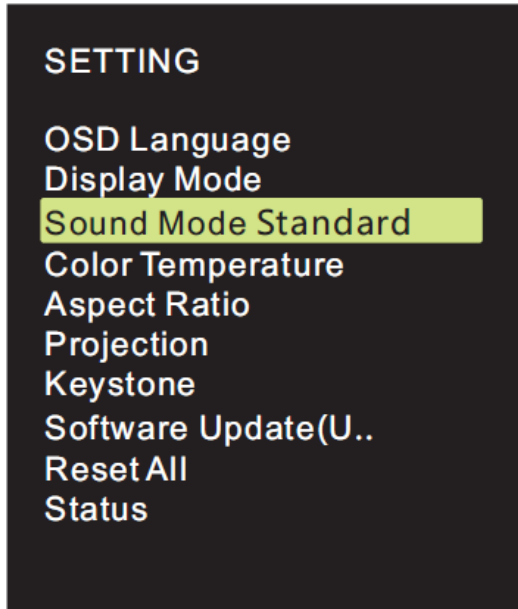 SETTING
OSD Language
Display Mode
Sound Mode Standard
Color Temperature
Aspect Ratio
Projection
Keystone
Software Update(U..
Reset All
Status